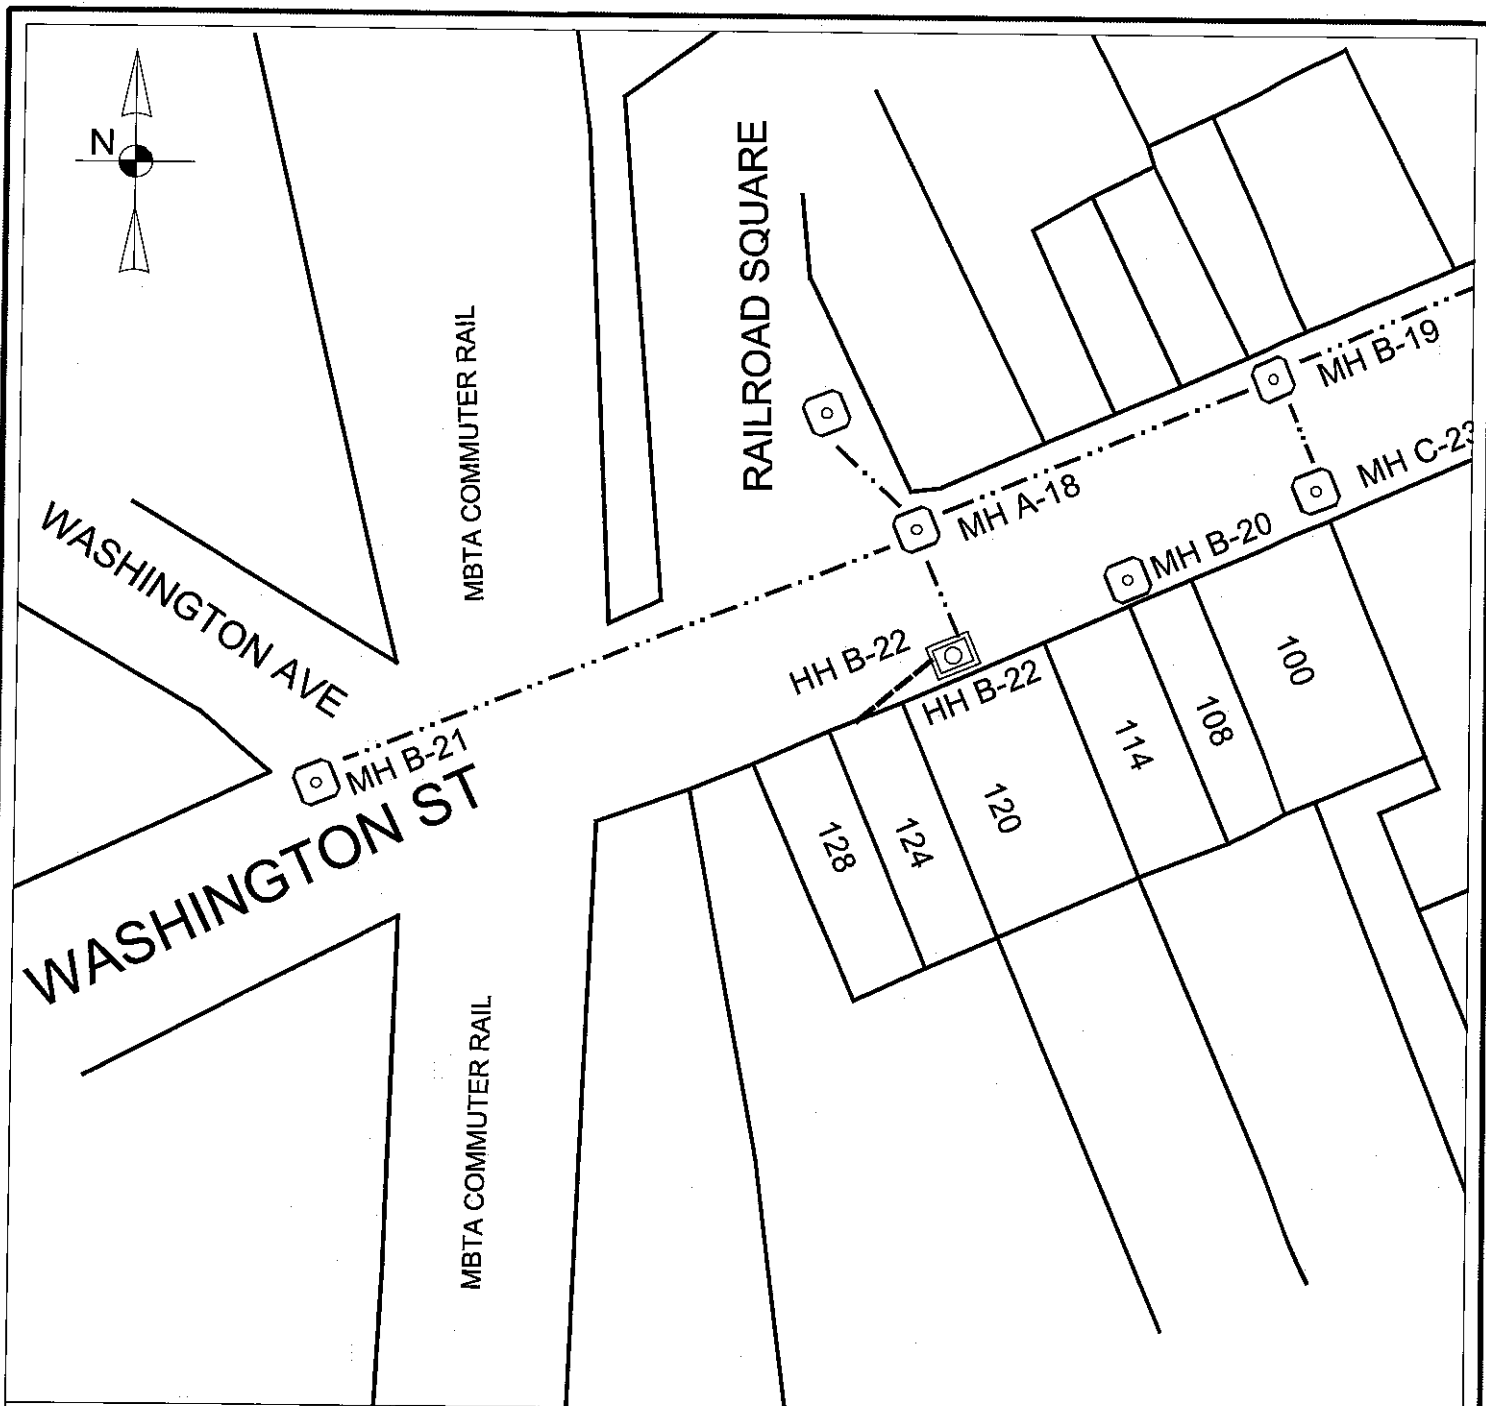 N
RAILROAD SQUARE
MBTA COMMUTER RAIL
MH B-19
MH C-23
MH A-18
WASHINGTON AVE
MH B-20
HH B-22
HH B-22
100
108
114
MH B-21
WASHINGTON ST
120
124
128
MBTA COMMUTER RAIL